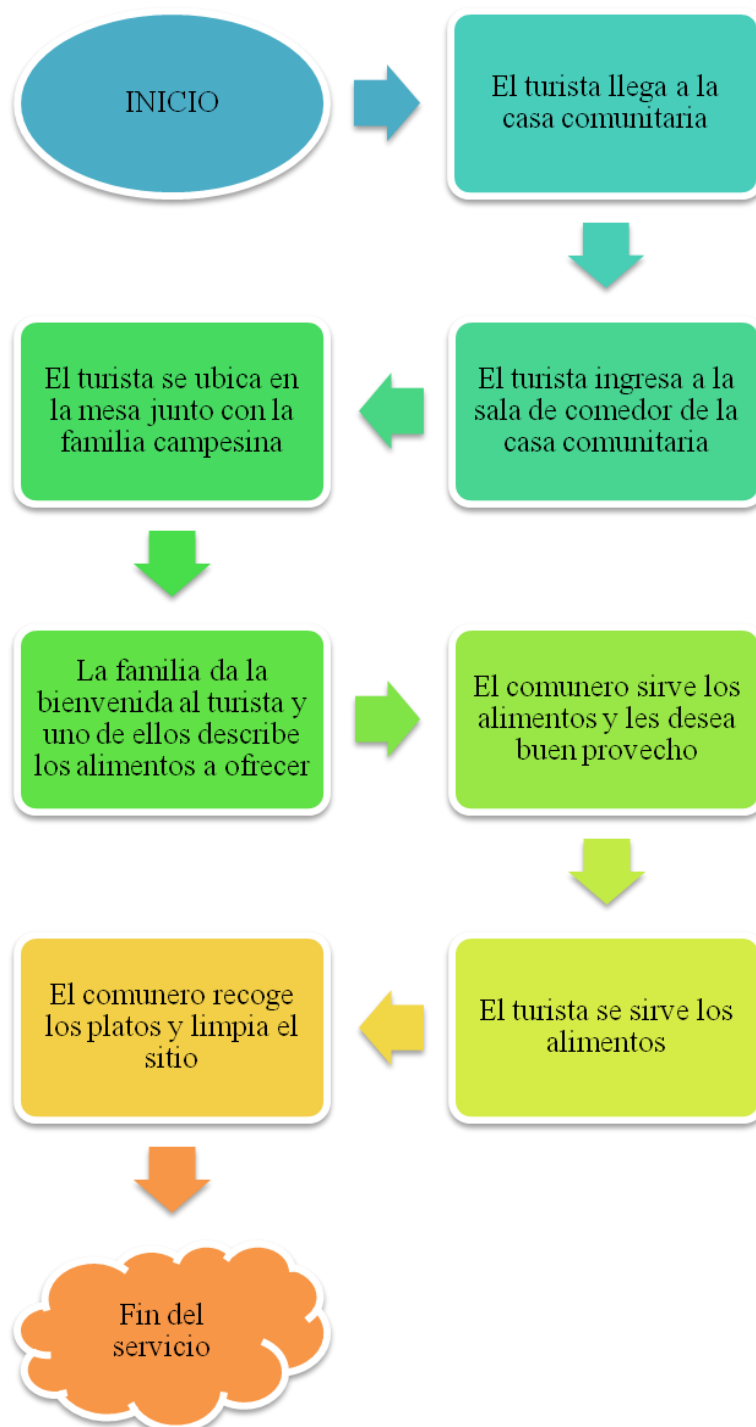 INICIO
El turista llega a la
casa comunitaria
El turista ingresa a la
sala de comedor de la
casa comunitaria
El turista se ubica en
la mesa junto con la
familia campesina
La familia da la
bienvenida al turista y
uno de ellos describe
los alimentos a ofrecer
El comunero sirve los
alimentos y les desea
buen provecho
El turista se sirve los
alimentos
El comunero recoge
los platos y limpia el
sitio
Fin del
servicio